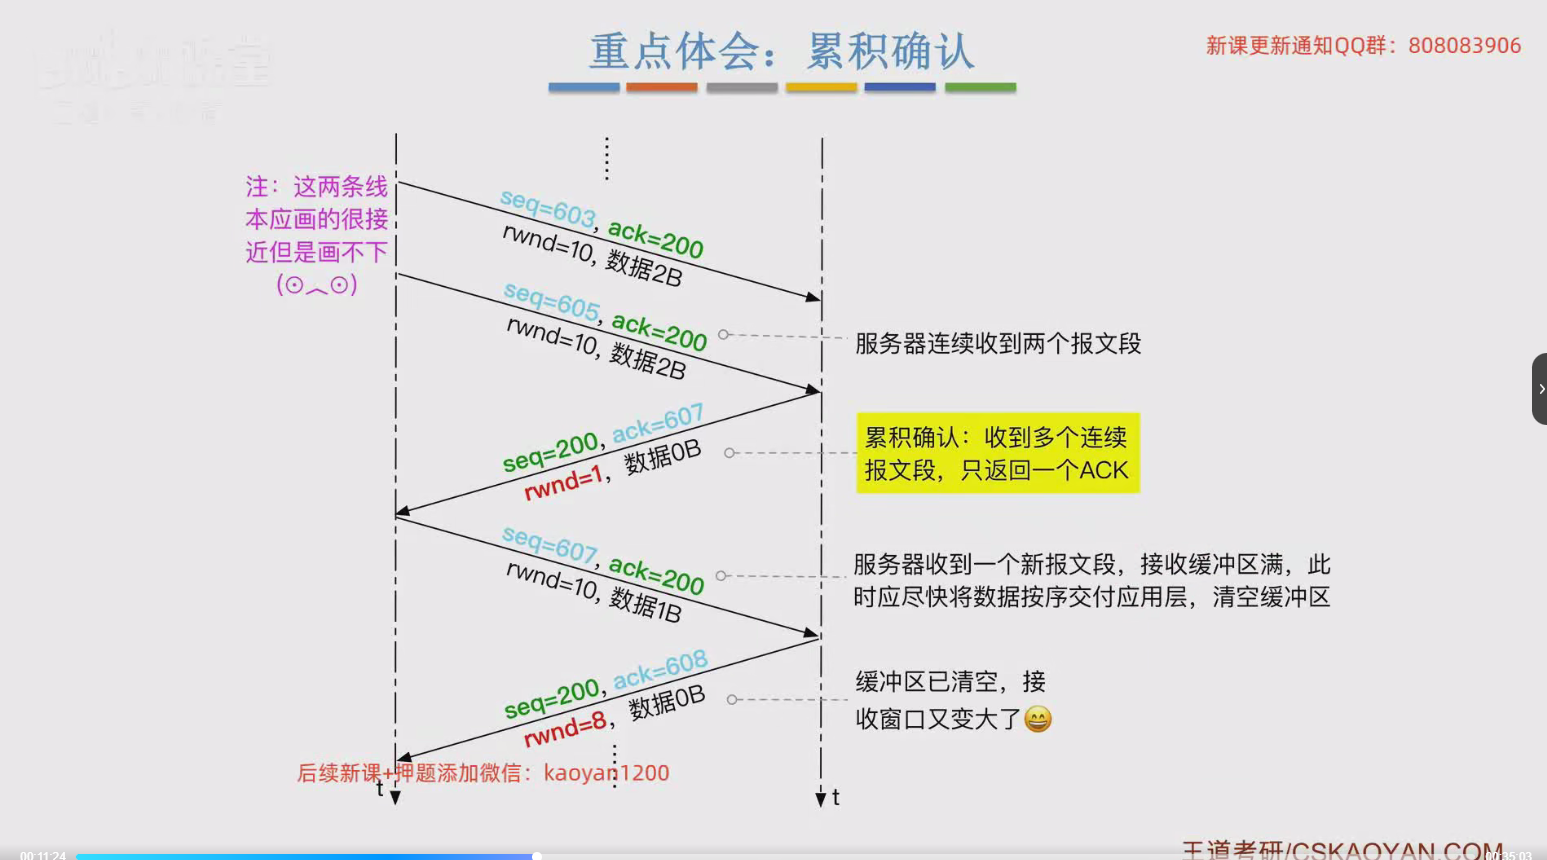 重点体会：累积确认
新课更新通知QQ群：808083906
注：这两条线
本应画的很接
近但是画不下
(⊙︿⊙)
seq=603, ack=200
rwnd=10, 数据2B
seq=605, ack=200
rwnd=10, 数据2B
服务器连续收到两个报文段
seq=200, ack=607
rwnd=1, 数据0B
累积确认：收到多个连续
报文段，只返回一个ACK
seq=607, ack=200
rwnd=10, 数据1B
服务器收到一个新报文段，接收缓冲区满，此
时应尽快将数据按序交付应用层，清空缓冲区
seq=200, ack=608
rwnd=8, 数据0B
缓冲区已清空，接
收窗口又变大了😄
后续新课+押题添加微信：kaoyan1200
t
t
王道考研/CSKAOYAN.COM
00:11:24
00:35:03